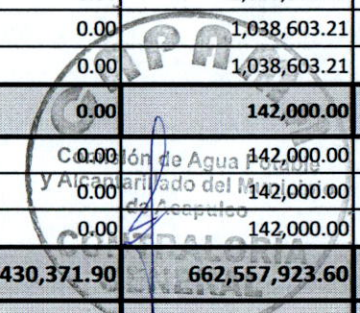 0.00 1,038,603.21
0.00 1,038,603.21
0.00 142,000.00
0.00 142,000.00
0.00 142,000.00
0.00 142,000.00
430,371.90 662,557,923.60
CAPAMA
Comisión de Agua Potable
y Alcantarillado del Municipio
de Acapulco
CONTRALORIA
GENERAL